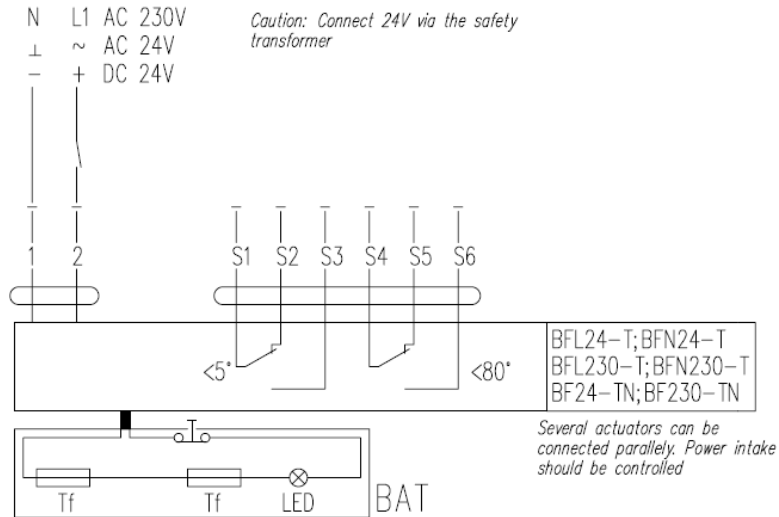 N L1 AC 230V
⊥ ~ AC 24V
− + DC 24V
Caution: Connect 24V via the safety
transformer
1 2 S1 S2 S3 S4 S5 S6
<5° <80°
BFL24-T;BFN24-T
BFL230-T;BFN230-T
BF24-TN;BF230-TN
Several actuators can be
connected parallely. Power intake
should be controlled
Tf Tf LED BAT